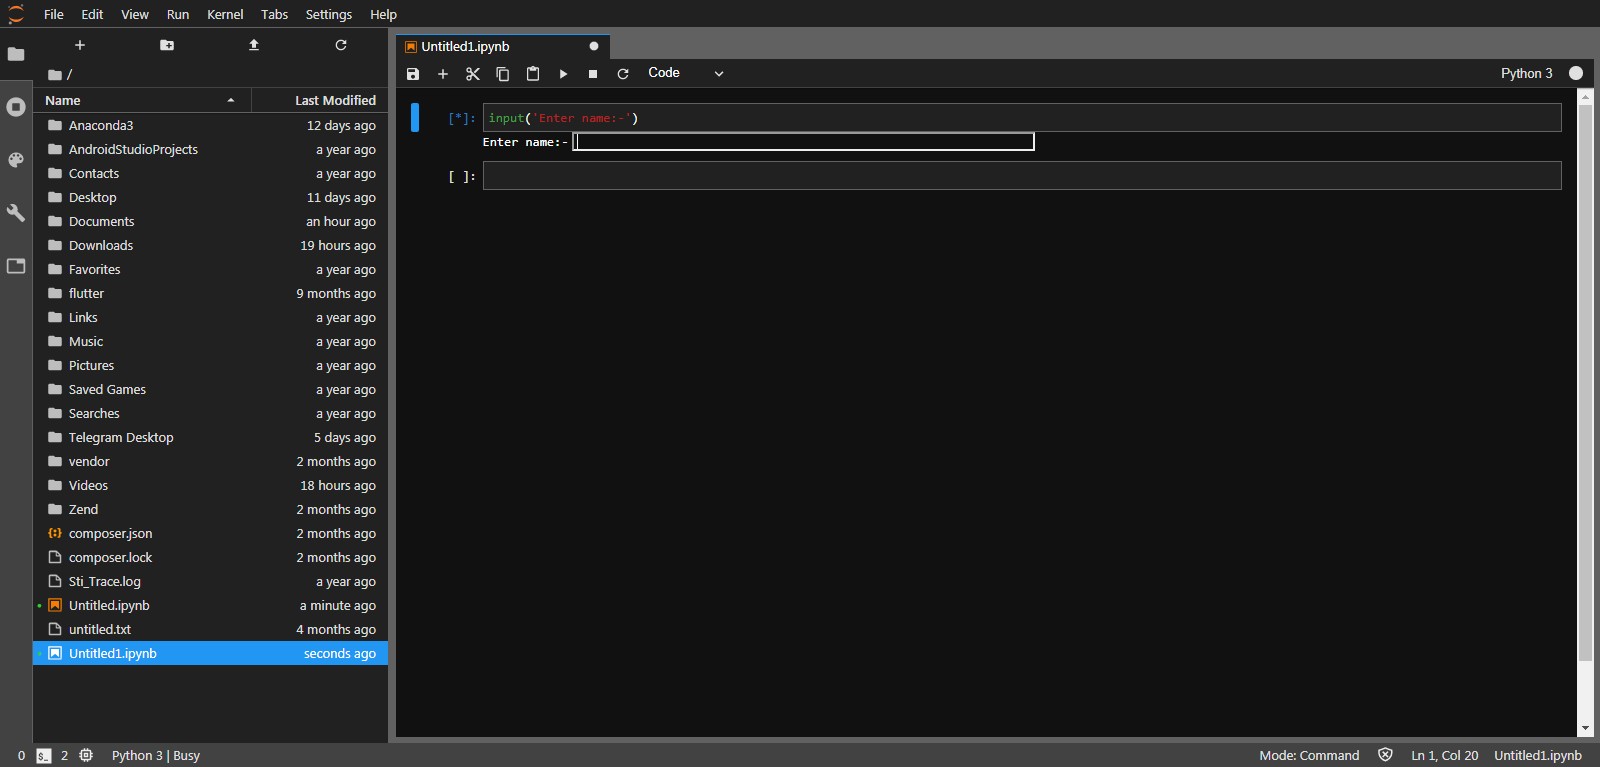 File Edit View Run Kernel Tabs Settings Help
/
Name Last Modified
Anaconda3 12 days ago
AndroidStudioProjects a year ago
Contacts a year ago
Desktop 11 days ago
Documents an hour ago
Downloads 19 hours ago
Favorites a year ago
flutter 9 months ago
Links a year ago
Music a year ago
Pictures a year ago
Saved Games a year ago
Searches a year ago
Telegram Desktop 5 days ago
vendor 2 months ago
Videos 18 hours ago
Zend 2 months ago
composer.json 2 months ago
composer.lock 2 months ago
Sti_Trace.log a year ago
Untitled.ipynb a minute ago
untitled.txt 4 months ago
Untitled1.ipynb seconds ago
Untitled1.ipynb
Code Python 3
[*]: input('Enter name:-')
Enter name:-
[ ]:
0 $_ 2 Python 3 | Busy Mode: Command Ln 1, Col 20 Untitled1.ipynb